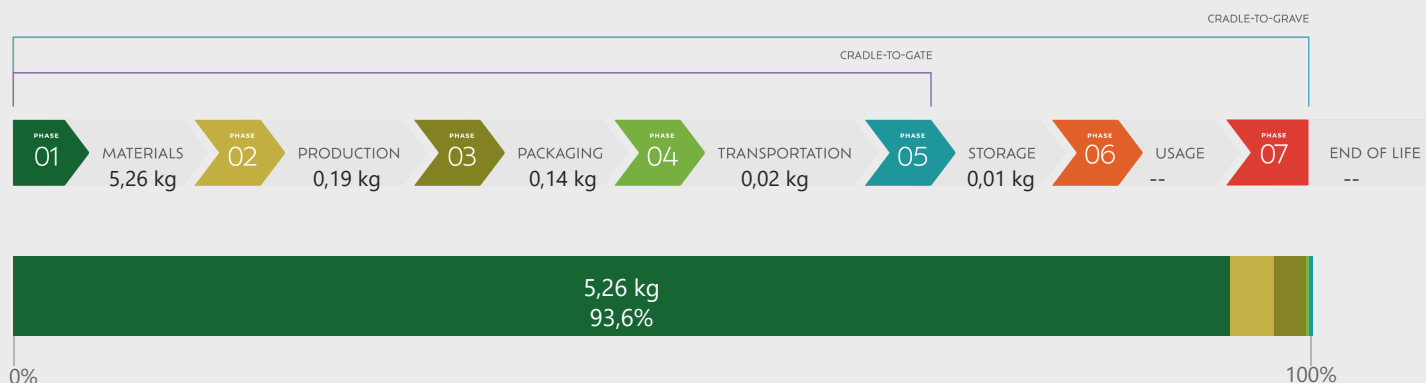 CRADLE-TO-GRAVE
CRADLE-TO-GATE
PHASE
01
MATERIALS
5,26 kg
PHASE
02
PRODUCTION
0,19 kg
PHASE
03
PACKAGING
0,14 kg
PHASE
04
TRANSPORTATION
0,02 kg
PHASE
05
STORAGE
0,01 kg
PHASE
06
USAGE
--
PHASE
07
END OF LIFE
--
5,26 kg
93,6%
0%
100%